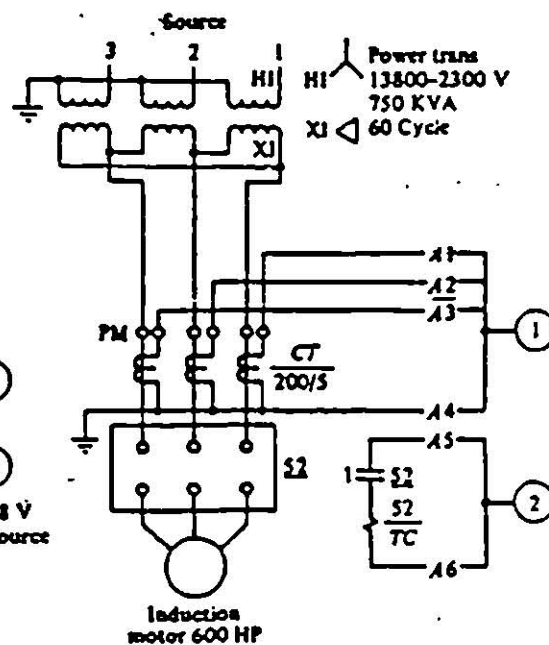 Source
3 2 1
H1
H1 Power trans
13800–2300 V
750 KVA
X1 60 Cycle
X1
A1
A2
A3
1
PM
CT
200/5
A4
52
A5
1 52
52
TC
2
8 V
ource
A6
Induction
motor 600 HP